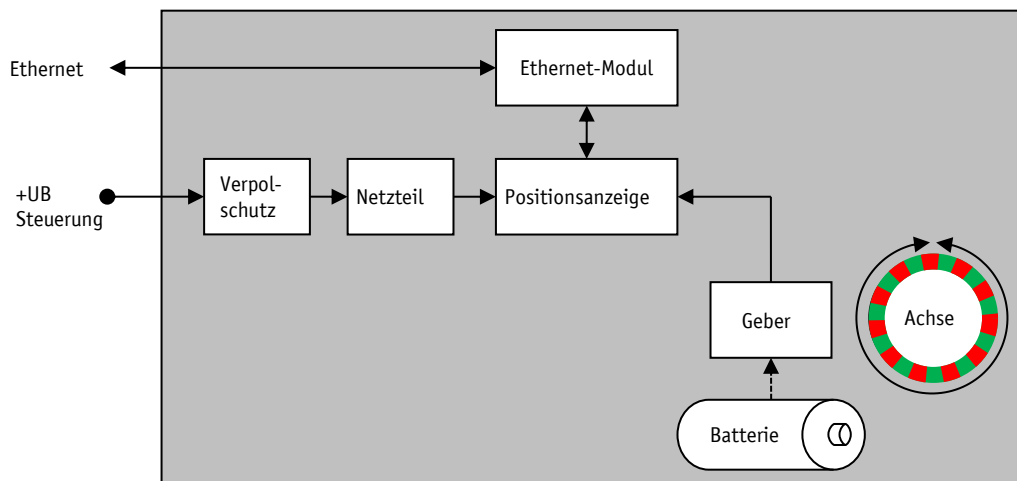 Ethernet
Ethernet-Modul
+UB
Steuerung
Verpol-
schutz
Netzteil
Positionsanzeige
Geber
Achse
Batterie